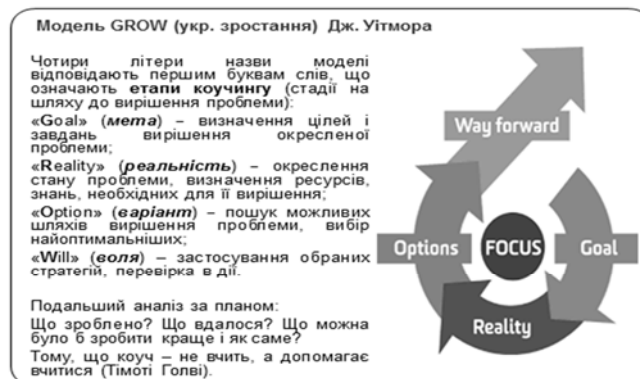 Модель GROW (укр. зростання) Дж. Уїтмора
Чотири літери назви моделі
відповідають першим буквам слів, що
означають етапи коучингу (стадії на
шляху до вирішення проблеми):
«Goal» (мета) – визначення цілей і
завдань вирішення окресленої
проблеми;
«Reality» (реальність) – окреслення
стану проблеми, визначення ресурсів,
знань, необхідних для її вирішення;
«Option» (варіант) – пошук можливих
шляхів вирішення проблеми, вибір
найоптимальніших;
«Will» (воля) – застосування обраних
стратегій, перевірка в дії.
Подальший аналіз за планом:
Що зроблено? Що вдалося? Що можна
було б зробити краще і як саме?
Тому, що коуч – не вчить, а допомагає
вчитися (Тімоті Голві).
Way forward
Options
FOCUS
Goal
Reality